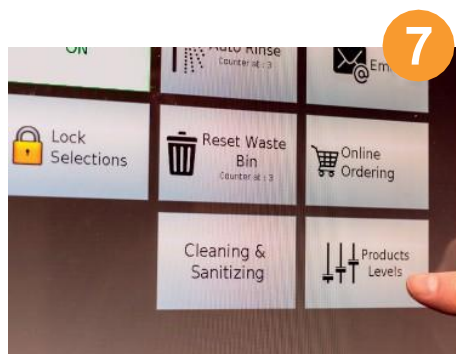 7
ON
Auto Rinse
Counter at : 3
Em
Lock
Selections
Reset Waste
Bin
Counter at : 3
Online
Ordering
Cleaning &
Sanitizing
Products
Levels